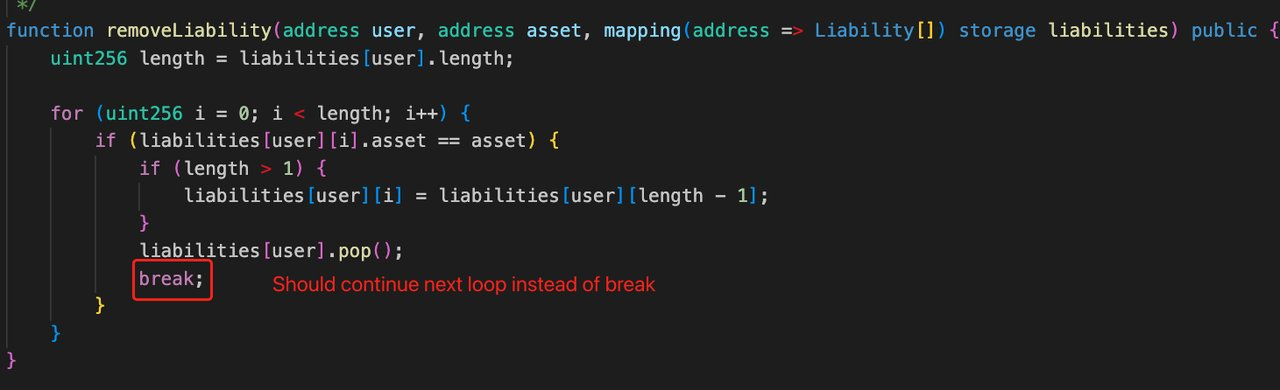 */
function removeLiability(address user, address asset, mapping(address => Liability[]) storage liabilities) public {
uint256 length = liabilities[user].length;
for (uint256 i = 0; i < length; i++) {
if (liabilities[user][i].asset == asset) {
if (length > 1) {
liabilities[user][i] = liabilities[user][length - 1];
}
liabilities[user].pop();
break; Should continue next loop instead of break
}
}
}